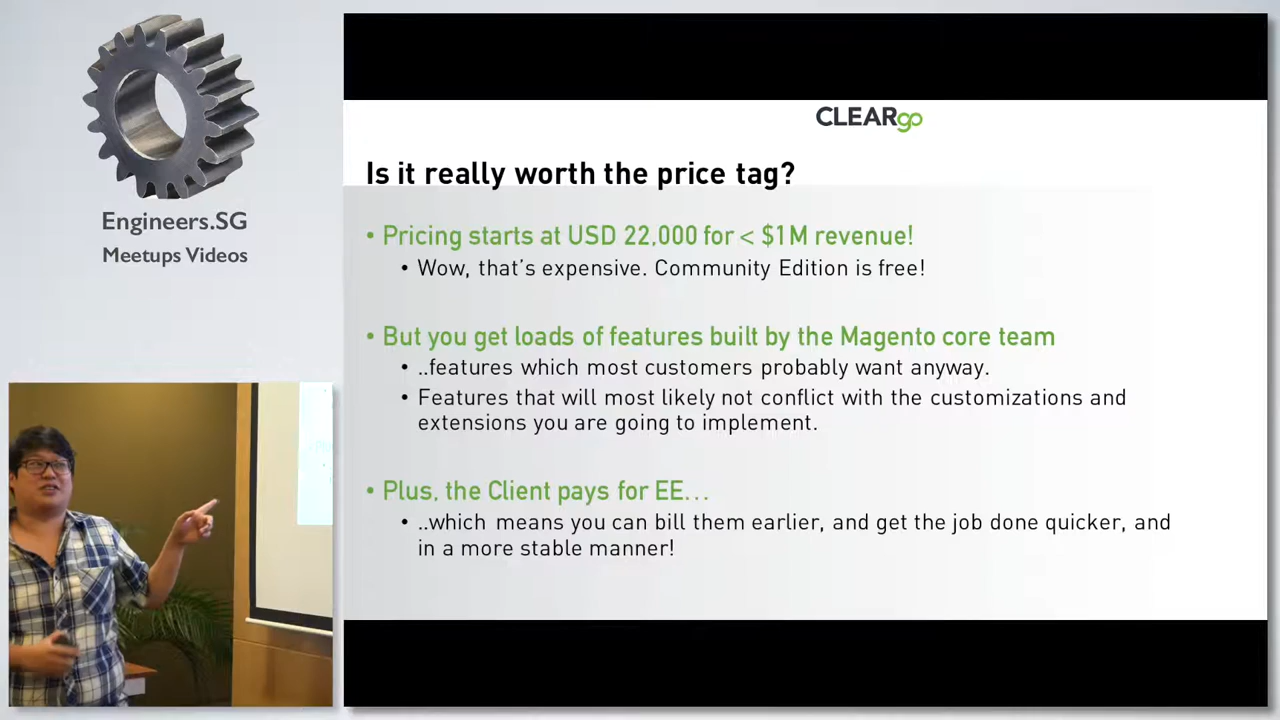 Engineers.SG
Meetups Videos
CLEARgo
Is it really worth the price tag?
• Pricing starts at USD 22,000 for < $1M revenue!
• Wow, that's expensive. Community Edition is free!
• But you get loads of features built by the Magento core team
• ..features which most customers probably want anyway.
• Features that will most likely not conflict with the customizations and
extensions you are going to implement.
• Plus, the Client pays for EE...
• ..which means you can bill them earlier, and get the job done quicker, and
in a more stable manner!